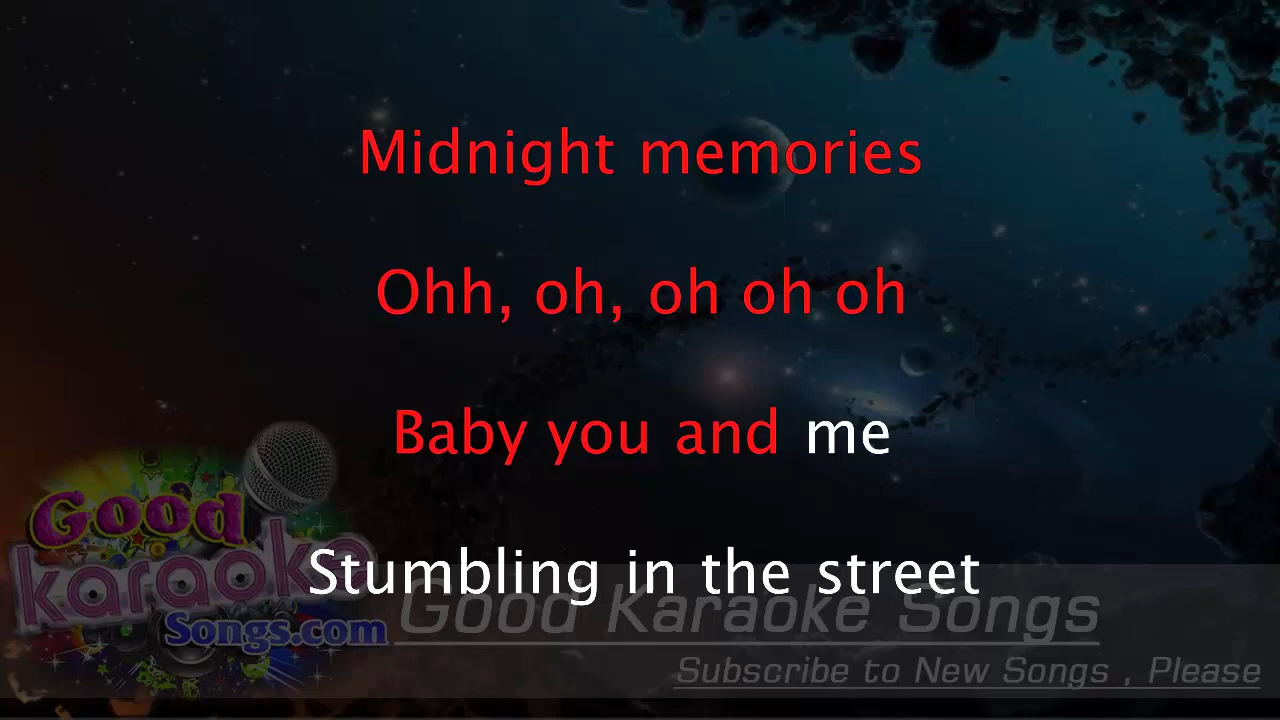 Midnight memories
Ohh, oh, oh oh oh
Baby you and me
Stumbling in the street
Good
karaoke
Songs.com
Good Karaoke Songs
Subscribe to New Songs , Please